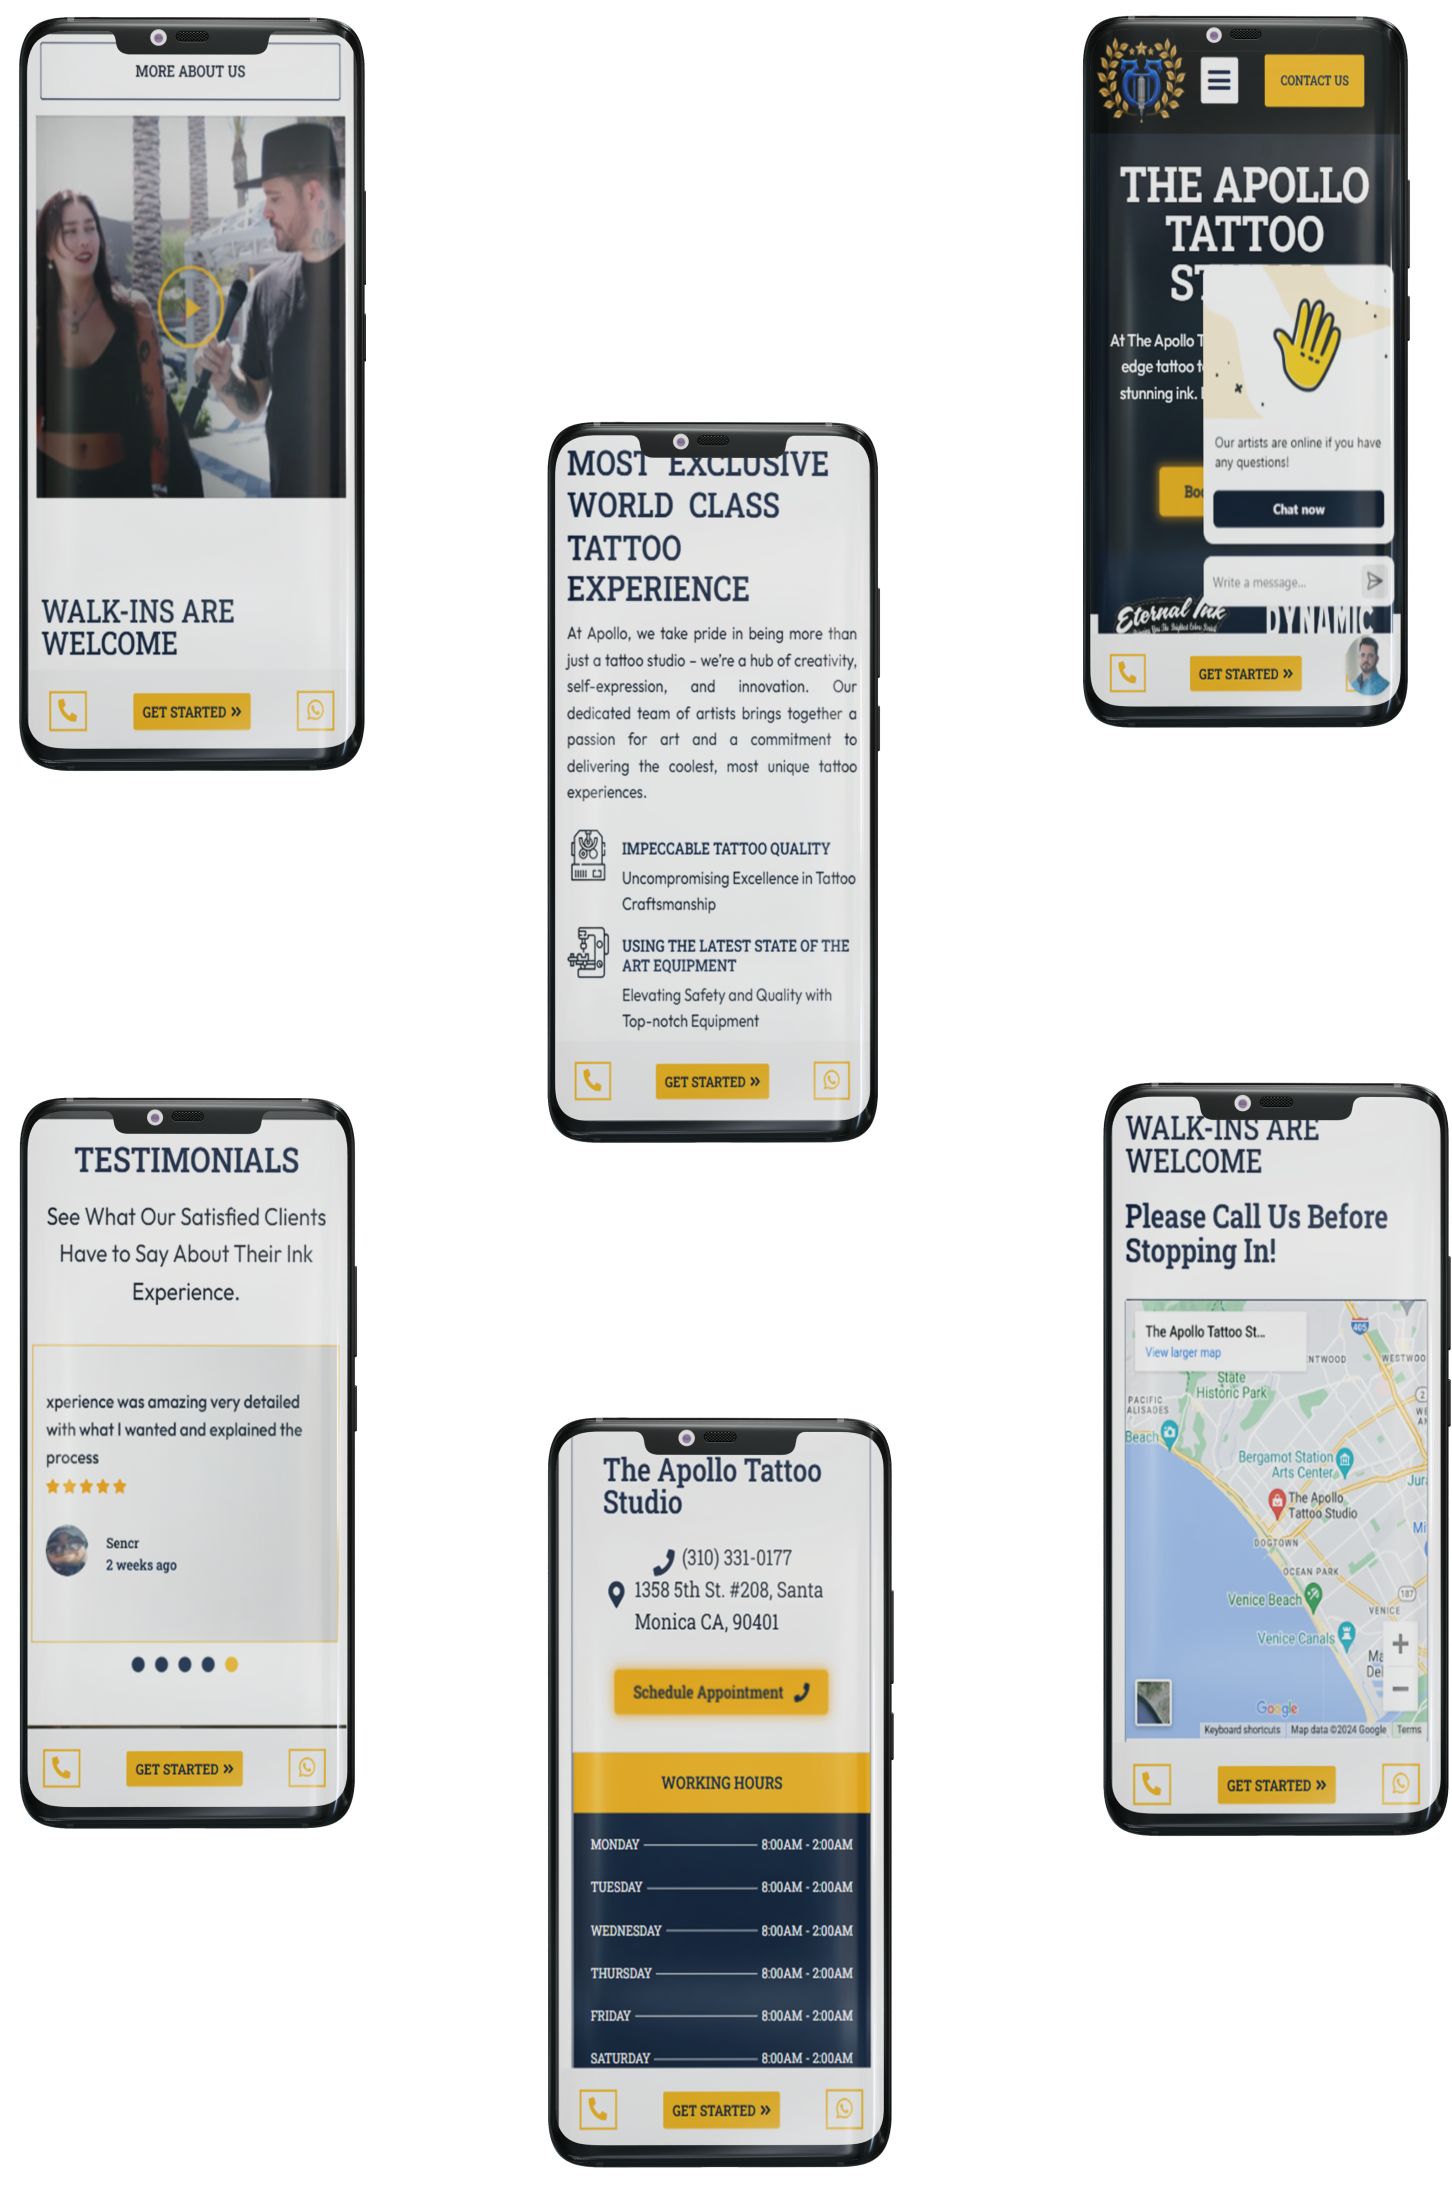 MORE ABOUT US
WALK-INS ARE
WELCOME
GET STARTED »
CONTACT US
THE APOLLO
TATTOO
ST
At The Apollo T
edge tattoo t
stunning ink.
Our artists are online if you have
any questions!
Boo
Chat now
Write a message...
Eternal Ink
DYNAMIC
GET STARTED »
MOST EXCLUSIVE
WORLD CLASS
TATTOO
EXPERIENCE
At Apollo, we take pride in being more than
just a tattoo studio – we're a hub of creativity,
self-expression, and innovation. Our
dedicated team of artists brings together a
passion for art and a commitment to
delivering the coolest, most unique tattoo
experiences.
IMPECCABLE TATTOO QUALITY
Uncompromising Excellence in Tattoo
Craftsmanship
USING THE LATEST STATE OF THE
ART EQUIPMENT
Elevating Safety and Quality with
Top-notch Equipment
GET STARTED »
TESTIMONIALS
See What Our Satisfied Clients
Have to Say About Their Ink
Experience.
xperience was amazing very detailed
with what I wanted and explained the
process
Sencr
2 weeks ago
GET STARTED »
WALK-INS ARE
WELCOME
Please Call Us Before
Stopping In!
The Apollo Tattoo St...
View larger map
405
NTWOOD
WESTWOO
State
Historic Park
PACIFIC
ALISADES
2
WE
Beach
Bergamot Station
Arts Center
The Apollo
Tattoo Studio
Mi
DOGTOWN
OCEAN PARK
187
Venice Beach
VENICE
Venice Canals
Ma
Del
Google
Keyboard shortcuts
Map data ©2024 Google
Terms
GET STARTED »
The Apollo Tattoo
Studio
(310) 331-0177
1358 5th St. #208, Santa
Monica CA, 90401
Schedule Appointment
WORKING HOURS
MONDAY 8:00AM - 2:00AM
TUESDAY 8:00AM - 2:00AM
WEDNESDAY 8:00AM - 2:00AM
THURSDAY 8:00AM - 2:00AM
FRIDAY 8:00AM - 2:00AM
SATURDAY 8:00AM - 2:00AM
GET STARTED »